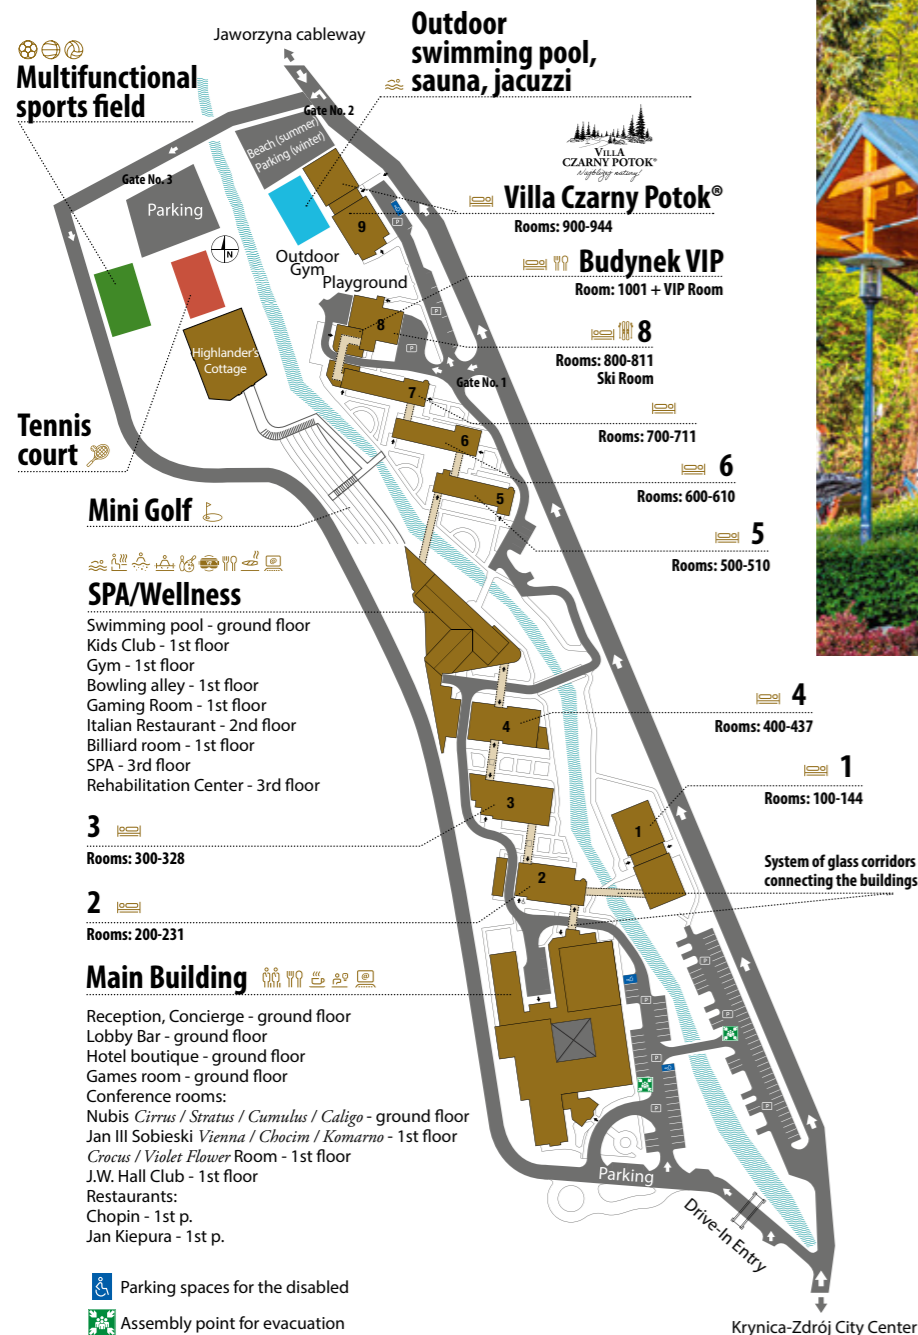 Jaworzyna cableway
Outdoor
swimming pool,
sauna, jacuzzi
Multifunctional
sports field
Gate No. 2
Beach (summer)
Parking (winter)
VILLA
CZARNY POTOK®
Najbliżej natury!
Gate No. 3
Parking
N
Villa Czarny Potok®
Rooms: 900-944
9
Outdoor
Gym
Playground
Budynek VIP
Room: 1001 + VIP Room
P
8
8
Rooms: 800-811
Ski Room
P
P
Highlander's
Cottage
Gate No. 1
7
Rooms: 700-711
Tennis
court
6
6
Rooms: 600-610
5
Mini Golf
5
Rooms: 500-510
SPA/Wellness
Swimming pool - ground floor
Kids Club - 1st floor
Gym - 1st floor
Bowling alley - 1st floor
Gaming Room - 1st floor
Italian Restaurant - 2nd floor
Billiard room - 1st floor
SPA - 3rd floor
Rehabilitation Center - 3rd floor
4
4
Rooms: 400-437
1
Rooms: 100-144
3
3
Rooms: 300-328
1
System of glass corridors
connecting the buildings
2
2
Rooms: 200-231
Main Building
@
Reception, Concierge - ground floor
Lobby Bar - ground floor
Hotel boutique - ground floor
Games room - ground floor
Conference rooms:
Nubis Cirrus / Stratus / Cumulus / Caligo - ground floor
Jan III Sobieski Vienna / Chocim / Komarno - 1st floor
Crocus / Violet Flower Room - 1st floor
J.W. Hall Club - 1st floor
Restaurants:
Chopin - 1st p.
Jan Kiepura - 1st p.
P
P
P
P
P
P
Parking
Drive-In Entry
Parking spaces for the disabled
Assembly point for evacuation
Krynica-Zdrój City Center